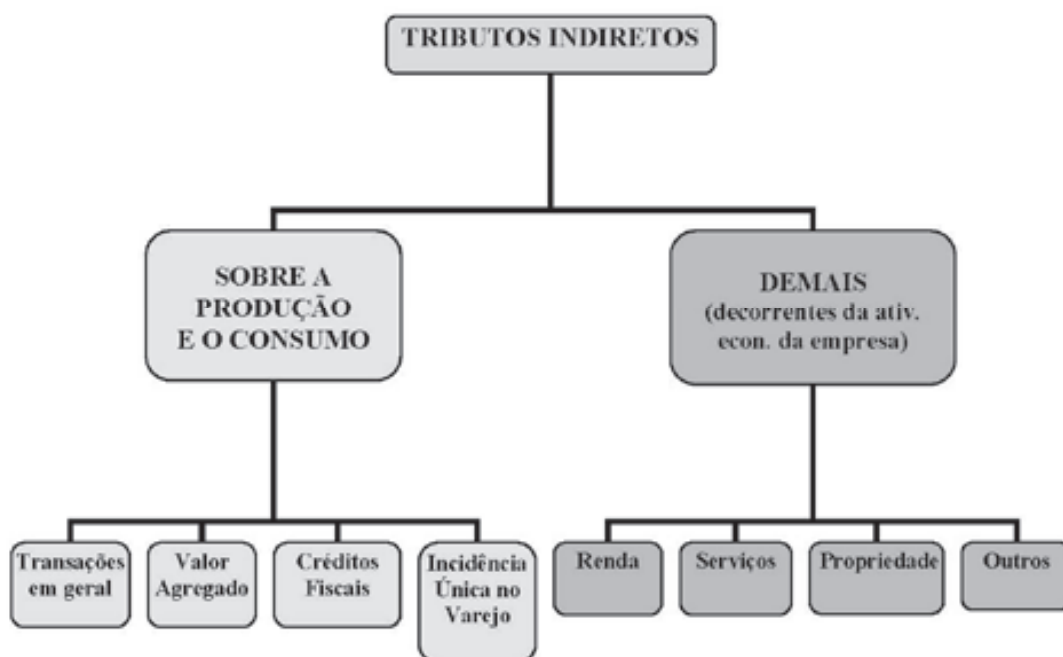 TRIBUTOS INDIRETOS
SOBRE A
PRODUÇÃO
E O CONSUMO
DEMAIS
(decorrentes da ativ.
econ. da empresa)
Transações
em geral
Valor
Agregado
Créditos
Fiscais
Incidência
Única no
Varejo
Renda
Serviços
Propriedade
Outros